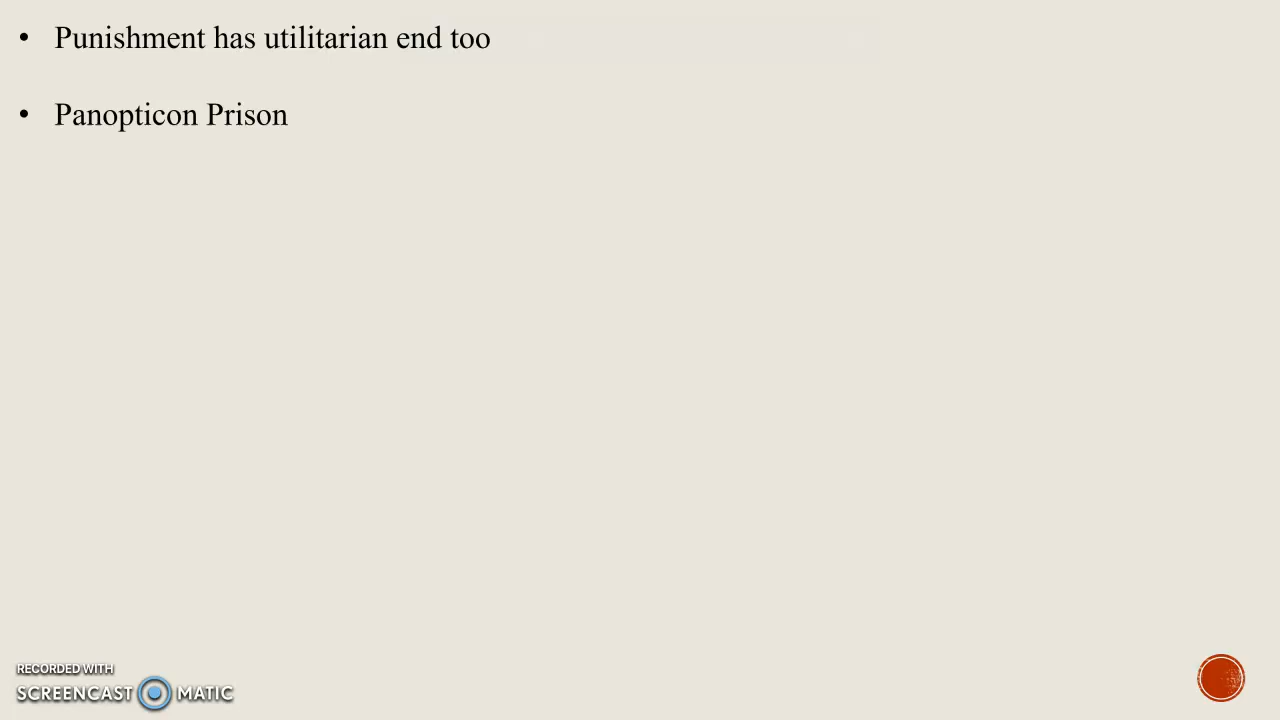 • Punishment has utilitarian end too
• Panopticon Prison
RECORDED WITH
SCREENCAST MATIC